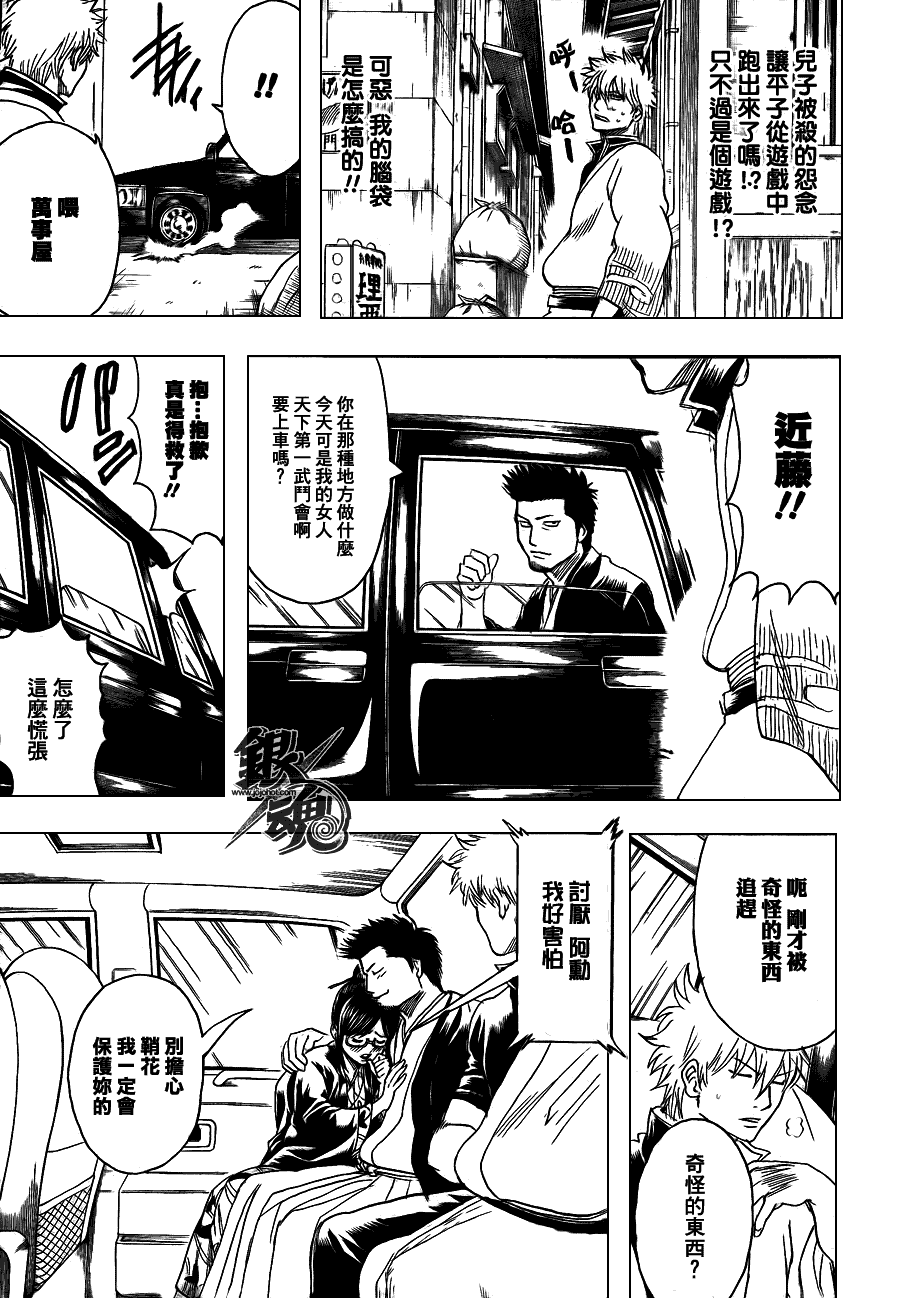 兒子被殺的怨念
讓平子從遊戲中
跑出來了嗎!?
只不過是個遊戲!?
呼—
哈—
可惡 我的腦袋
是怎麼搞的!!
理
!!
喂
萬事屋
近藤!!
你在那種地方做什麼
今天可是我的女人
天下第一武鬥會啊
要上車嗎？
抱…抱歉
真是得救了!!
怎麼了
這麼慌張
銀魂
www.jojohot.com
呃 剛才被
奇怪的東西
追趕
奇怪的東西？
討厭 阿勳
我好害怕
別擔心
鞘花
我一定會
保護妳的